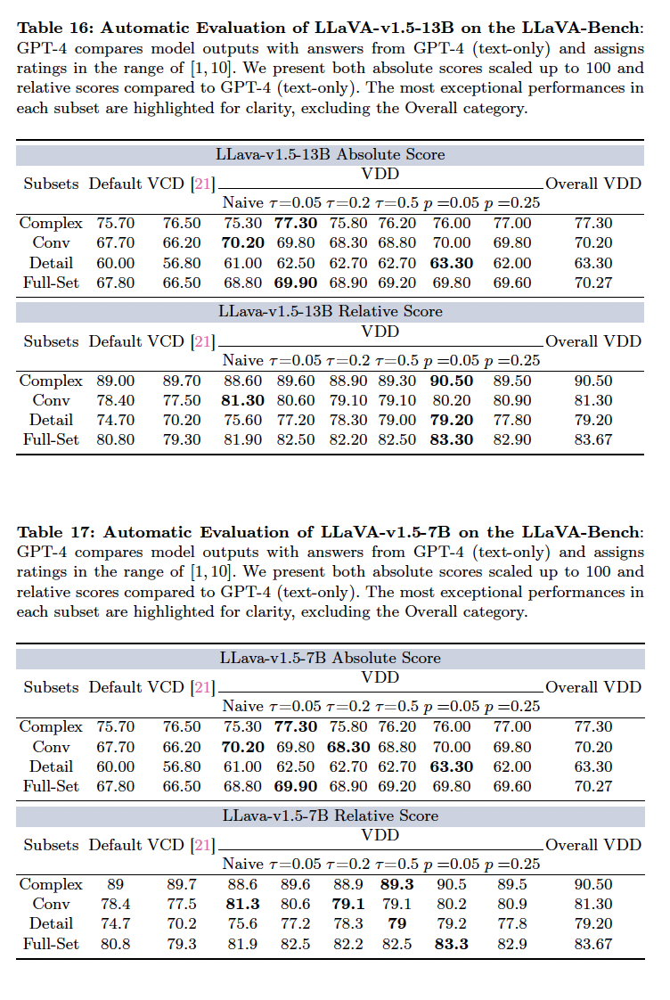 Table 16: Automatic Evaluation of LLaVA-v1.5-13B on the LLaVA-Bench:
GPT-4 compares model outputs with answers from GPT-4 (text-only) and assigns
ratings in the range of [1, 10]. We present both absolute scores scaled up to 100 and
relative scores compared to GPT-4 (text-only). The most exceptional performances in
each subset are highlighted for clarity, excluding the Overall category.
LLava-v1.5-13B Absolute Score
VDD
Subsets Default VCD [21] Overall VDD
Naive τ=0.05 τ=0.2 τ=0.5 p =0.05 p =0.25
Complex 75.70 76.50 75.30 77.30 75.80 76.20 76.00 77.00 77.30
Conv 67.70 66.20 70.20 69.80 68.30 68.80 70.00 69.80 70.20
Detail 60.00 56.80 61.00 62.50 62.70 62.70 63.30 62.00 63.30
Full-Set 67.80 66.50 68.80 69.90 68.90 69.20 69.80 69.60 70.27
LLava-v1.5-13B Relative Score
VDD
Subsets Default VCD [21] Overall VDD
Naive τ=0.05 τ=0.2 τ=0.5 p =0.05 p =0.25
Complex 89.00 89.70 88.60 89.60 88.90 89.30 90.50 89.50 90.50
Conv 78.40 77.50 81.30 80.60 79.10 79.10 80.20 80.90 81.30
Detail 74.70 70.20 75.60 77.20 78.30 79.00 79.20 77.80 79.20
Full-Set 80.80 79.30 81.90 82.50 82.20 82.50 83.30 82.90 83.67
Table 17: Automatic Evaluation of LLaVA-v1.5-7B on the LLaVA-Bench:
GPT-4 compares model outputs with answers from GPT-4 (text-only) and assigns
ratings in the range of [1, 10]. We present both absolute scores scaled up to 100 and
relative scores compared to GPT-4 (text-only). The most exceptional performances in
each subset are highlighted for clarity, excluding the Overall category.
LLava-v1.5-7B Absolute Score
VDD
Subsets Default VCD [21] Overall VDD
Naive τ=0.05 τ=0.2 τ=0.5 p =0.05 p =0.25
Complex 75.70 76.50 75.30 77.30 75.80 76.20 76.00 77.00 77.30
Conv 67.70 66.20 70.20 69.80 68.30 68.80 70.00 69.80 70.20
Detail 60.00 56.80 61.00 62.50 62.70 62.70 63.30 62.00 63.30
Full-Set 67.80 66.50 68.80 69.90 68.90 69.20 69.80 69.60 70.27
LLava-v1.5-7B Relative Score
VDD
Subsets Default VCD [21] Overall VDD
Naive τ=0.05 τ=0.2 τ=0.5 p =0.05 p =0.25
Complex 89 89.7 88.6 89.6 88.9 89.3 90.5 89.5 90.50
Conv 78.4 77.5 81.3 80.6 79.1 79.1 80.2 80.9 81.30
Detail 74.7 70.2 75.6 77.2 78.3 79 79.2 77.8 79.20
Full-Set 80.8 79.3 81.9 82.5 82.2 82.5 83.3 82.9 83.67